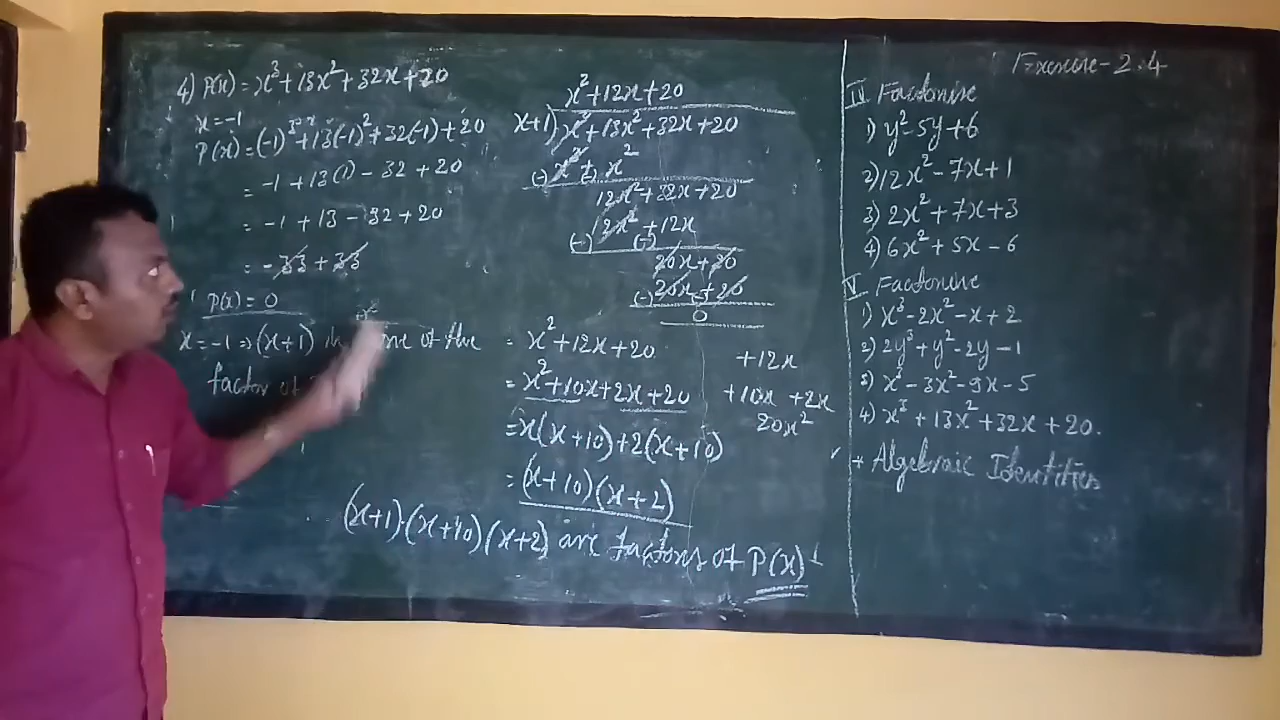 4) P(x) = x³ + 13x² + 32x + 20
x = -1
P(x) = (-1)³ + 13(-1)² + 32(-1) + 20
= -1 + 13(1) - 32 + 20
= -1 + 13 - 32 + 20
= -33 + 33
P(x) = 0
x = -1 ⇒ (x+1) is one of the
factor of
x² + 12x + 20
x+1) x³ + 13x² + 32x + 20
(-) x³ + x²
12x² + 32x + 20
12x² + 12x
(-) (-)
20x + 20
(-) 20x + 20
0
= x² + 12x + 20
= x² + 10x + 2x + 20
= x(x+10) + 2(x+10)
= (x+10)(x+2)
+12x
+10x +2x
20x²
(x+1)·(x+10)(x+2) are factors of P(x)
Exercise-2.4
IV Factorise
1) y² - 5y + 6
2) 12x² - 7x + 1
3) 2x² + 7x + 3
4) 6x² + 5x - 6
V Factorise
1) x³ - 2x² - x + 2
2) 2y³ + y² - 2y - 1
3) x³ - 3x² - 9x - 5
4) x³ + 13x² + 32x + 20.
Algebraic Identities